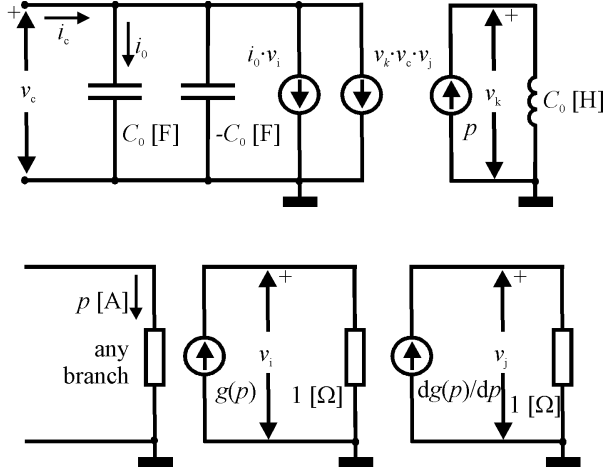 +
i_c
i_0
v_c
C_0 [F]
-C_0 [F]
i_0·v_i
v_k·v_c·v_j
+
v_k
p
C_0 [H]
p [A]
any
branch
+
v_i
g(p)
1 [Ω]
+
v_j
dg(p)/dp
1 [Ω]